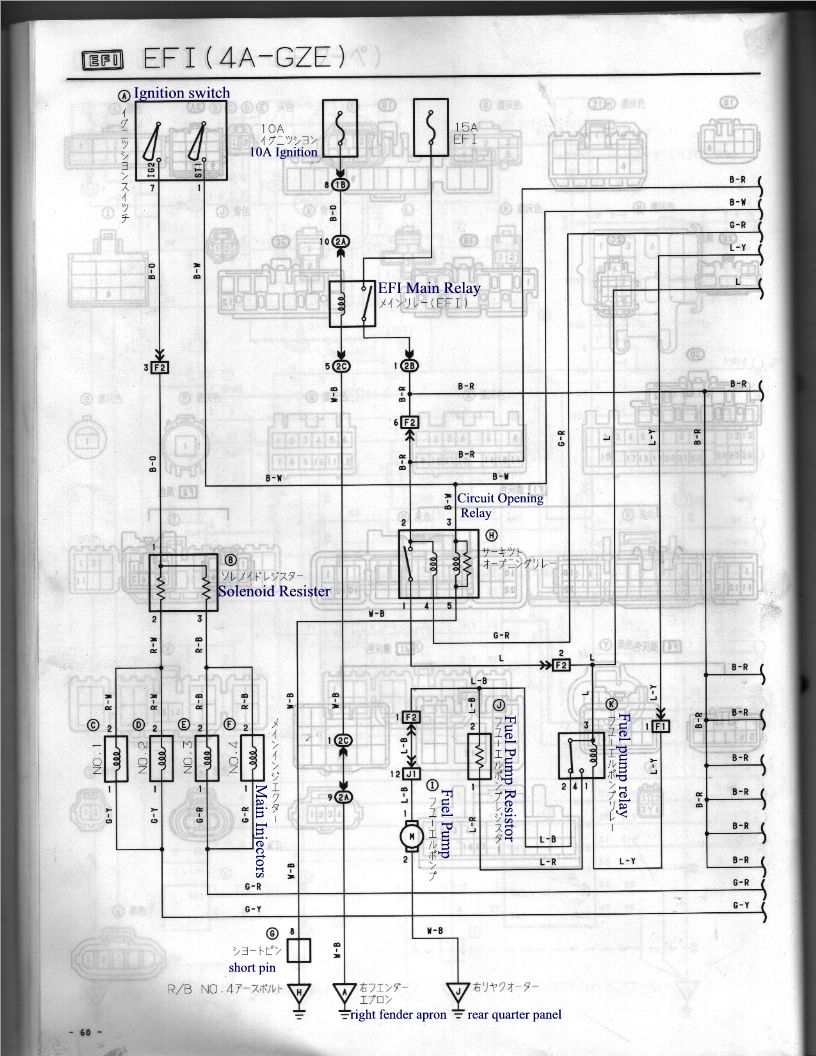 EFI EFI (4A-GZE)
A Ignition switch
イグニッションスイッチ
IG2
ST1
7
1
10A
イグニッション
10A Ignition
15A
EFI
8 1B
B-O
10 2A
EFI Main Relay
メインリレー(EFI)
5 2C
1 2B
W-B
B-R
B-R
6 F2
B-R
B-R
B-O
B-W
3 F2
B-O
B-W
B-W
B-W
B-R
B-W
G-R
L-Y
L
B-R
G-R
L
L-Y
B-R
Circuit Opening
Relay
2
3
H
サーキット
オープニングリレー
1
4
5
W-B
G-R
1
B
ソレノイドレジスター
Solenoid Resister
2
3
R-W
R-B
R-W
R-W
R-B
R-B
C
D
E
F
2
2
2
2
NO.1
NO.2
NO.3
NO.4
1
1
1
1
G-Y
G-Y
G-R
G-R
メインインジェクター
Main Injectors
W-B
W-B
1 2C
9 2A
L
2
F2
L
L-B
1 F2
L-B
12 J1
L-B
1
M
2
I
フューエルポンプ
Fuel Pump
2
J
フューエルポンプレジスター
Fuel Pump Resistor
1
L-R
L
3
K
フューエルポンプリレー
Fuel pump relay
2 4 1
L-Y
1 F1
L-Y
L-B
L-R
L-Y
B-R
B-R
B-R
B-R
B-R
B-R
B-R
B-R
G-R
G-R
G-Y
G-Y
W-B
W-B
W-B
G
8
ショートピン
short pin
R/B NO.4アースボルト
H
A
右フェンダー
エプロン
J
右リヤクオーター
right fender apron
rear quarter panel
- 60 -